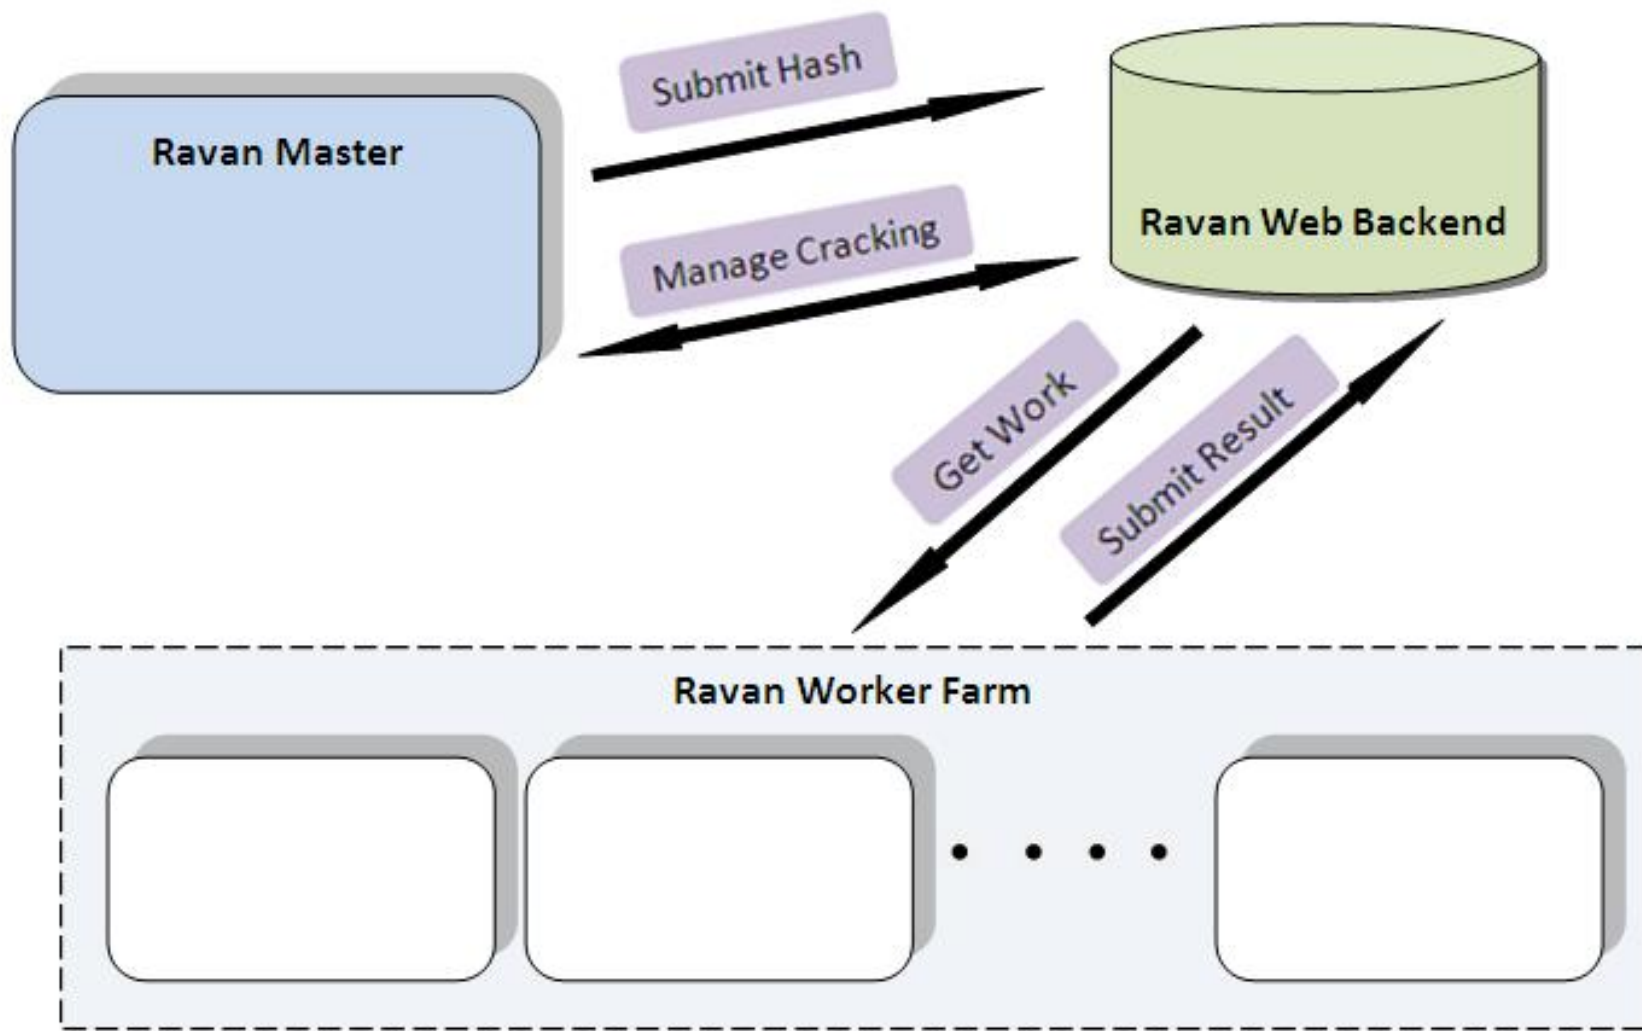 Submit Hash
Ravan Master
Ravan Web Backend
Manage Cracking
Get Work
Submit Result
Ravan Worker Farm